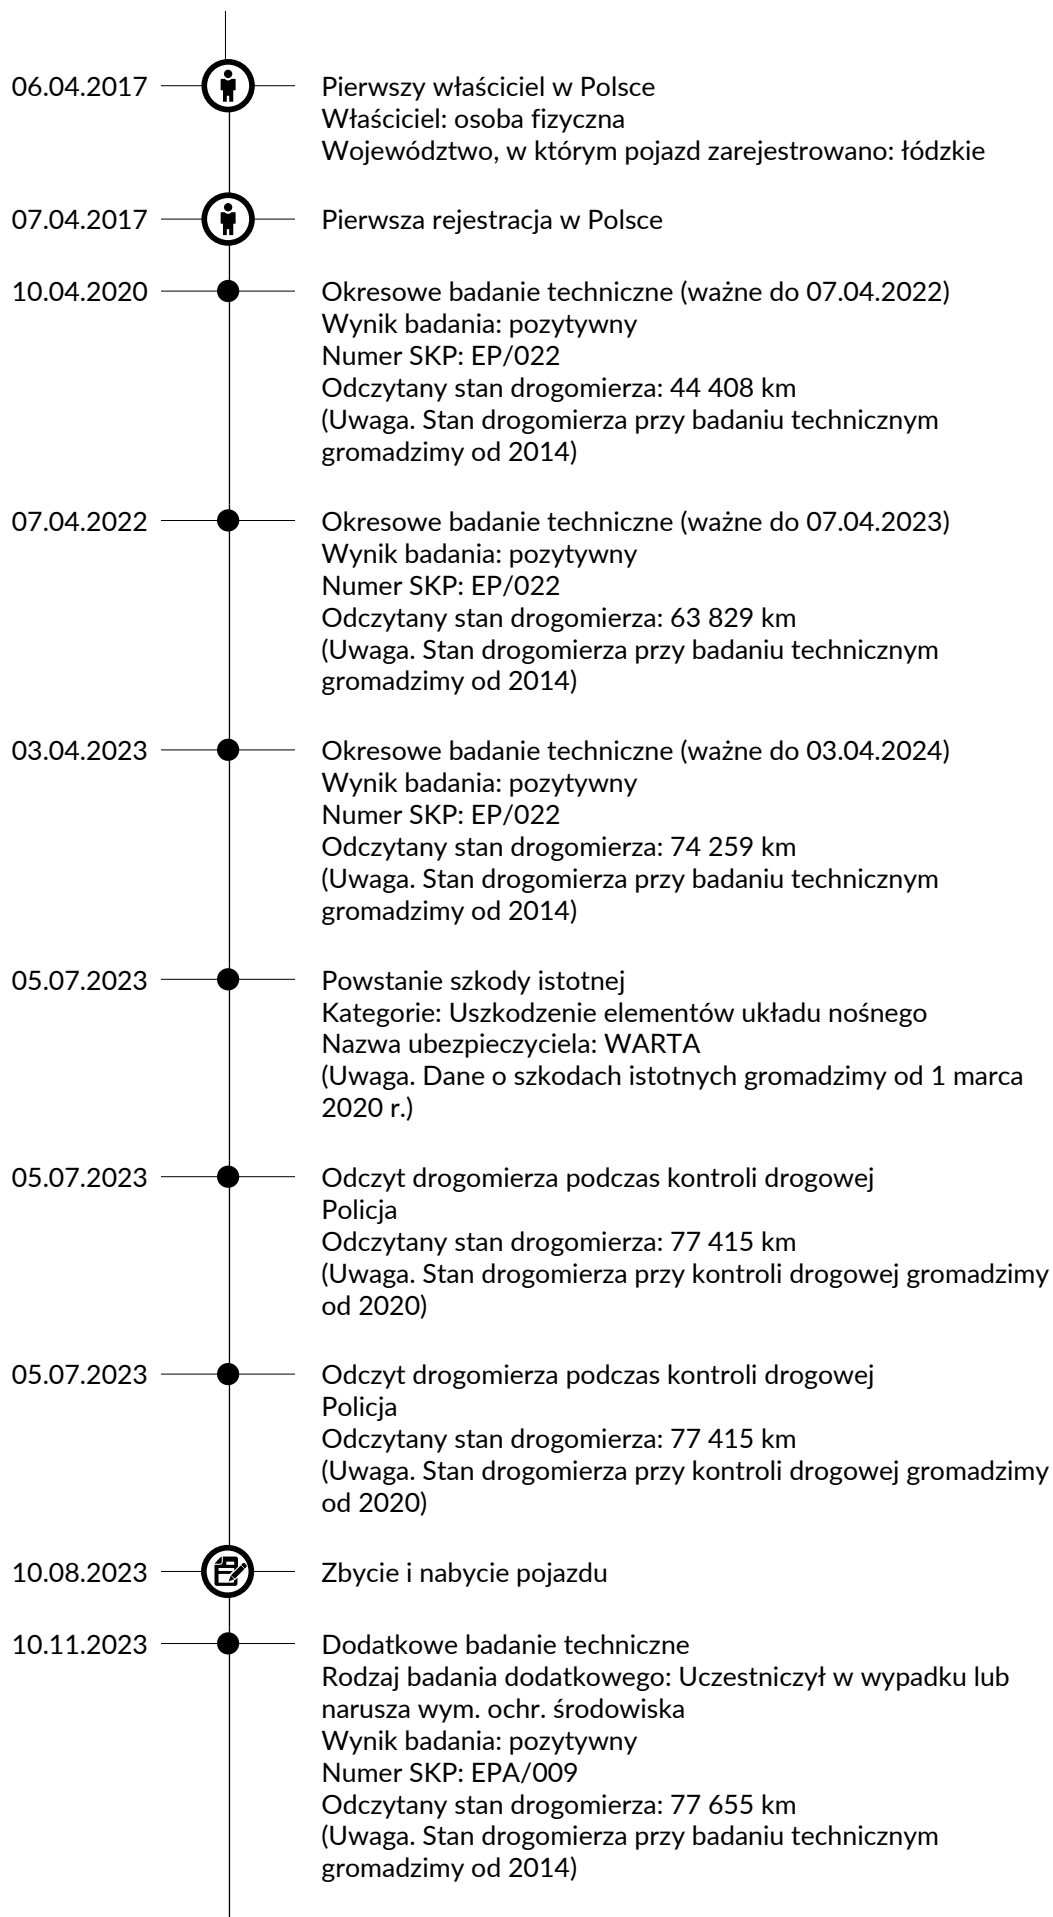 06.04.2017 Pierwszy właściciel w Polsce
Właściciel: osoba fizyczna
Województwo, w którym pojazd zarejestrowano: łódzkie
07.04.2017 Pierwsza rejestracja w Polsce
10.04.2020 Okresowe badanie techniczne (ważne do 07.04.2022)
Wynik badania: pozytywny
Numer SKP: EP/022
Odczytany stan drogomierza: 44 408 km
(Uwaga. Stan drogomierza przy badaniu technicznym
gromadzimy od 2014)
07.04.2022 Okresowe badanie techniczne (ważne do 07.04.2023)
Wynik badania: pozytywny
Numer SKP: EP/022
Odczytany stan drogomierza: 63 829 km
(Uwaga. Stan drogomierza przy badaniu technicznym
gromadzimy od 2014)
03.04.2023 Okresowe badanie techniczne (ważne do 03.04.2024)
Wynik badania: pozytywny
Numer SKP: EP/022
Odczytany stan drogomierza: 74 259 km
(Uwaga. Stan drogomierza przy badaniu technicznym
gromadzimy od 2014)
05.07.2023 Powstanie szkody istotnej
Kategorie: Uszkodzenie elementów układu nośnego
Nazwa ubezpieczyciela: WARTA
(Uwaga. Dane o szkodach istotnych gromadzimy od 1 marca
2020 r.)
05.07.2023 Odczyt drogomierza podczas kontroli drogowej
Policja
Odczytany stan drogomierza: 77 415 km
(Uwaga. Stan drogomierza przy kontroli drogowej gromadzimy
od 2020)
05.07.2023 Odczyt drogomierza podczas kontroli drogowej
Policja
Odczytany stan drogomierza: 77 415 km
(Uwaga. Stan drogomierza przy kontroli drogowej gromadzimy
od 2020)
10.08.2023 Zbycie i nabycie pojazdu
10.11.2023 Dodatkowe badanie techniczne
Rodzaj badania dodatkowego: Uczestniczył w wypadku lub
narusza wym. ochr. środowiska
Wynik badania: pozytywny
Numer SKP: EPA/009
Odczytany stan drogomierza: 77 655 km
(Uwaga. Stan drogomierza przy badaniu technicznym
gromadzimy od 2014)